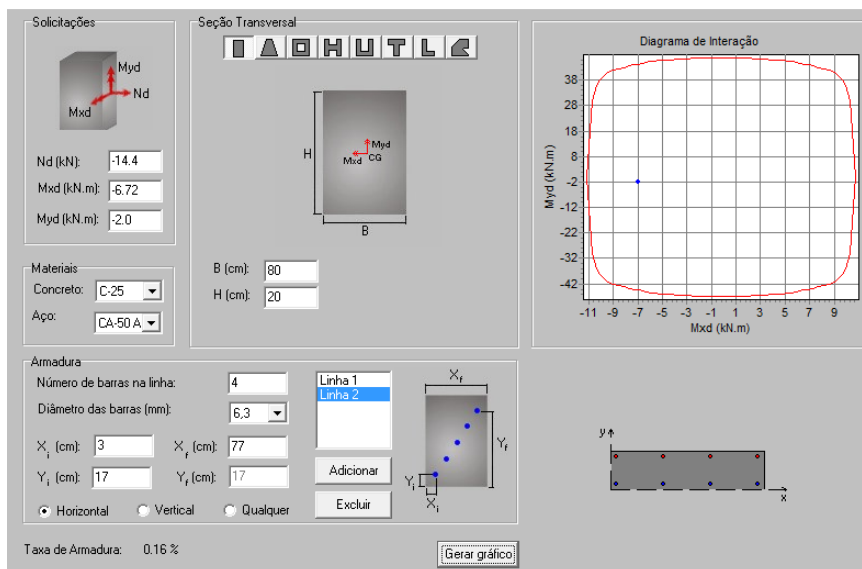 Solicitações
Myd
Nd
Mxd
Nd (kN): -14.4
Mxd (kN.m): -6.72
Myd (kN.m): -2.0
Materiais
Concreto: C-25
Aço: CA-50 A
Seção Transversal
H
Myd
Mxd CG
B
B (cm): 80
H (cm): 20
Diagrama de Interação
Myd (kN.m)
38
28
18
8
-2
-12
-22
-32
-42
-11 -9 -7 -5 -3 -1 1 3 5 7 9
Mxd (kN.m)
Armadura
Número de barras na linha: 4
Diâmetro das barras (mm): 6,3
Xi (cm): 3 Xf (cm): 77
Yi (cm): 17 Yf (cm): 17
Horizontal Vertical Qualquer
Linha 1
Linha 2
Adicionar
Excluir
Xf
Yf
Yi
Xi
y
x
Taxa de Armadura: 0.16 %
Gerar gráfico